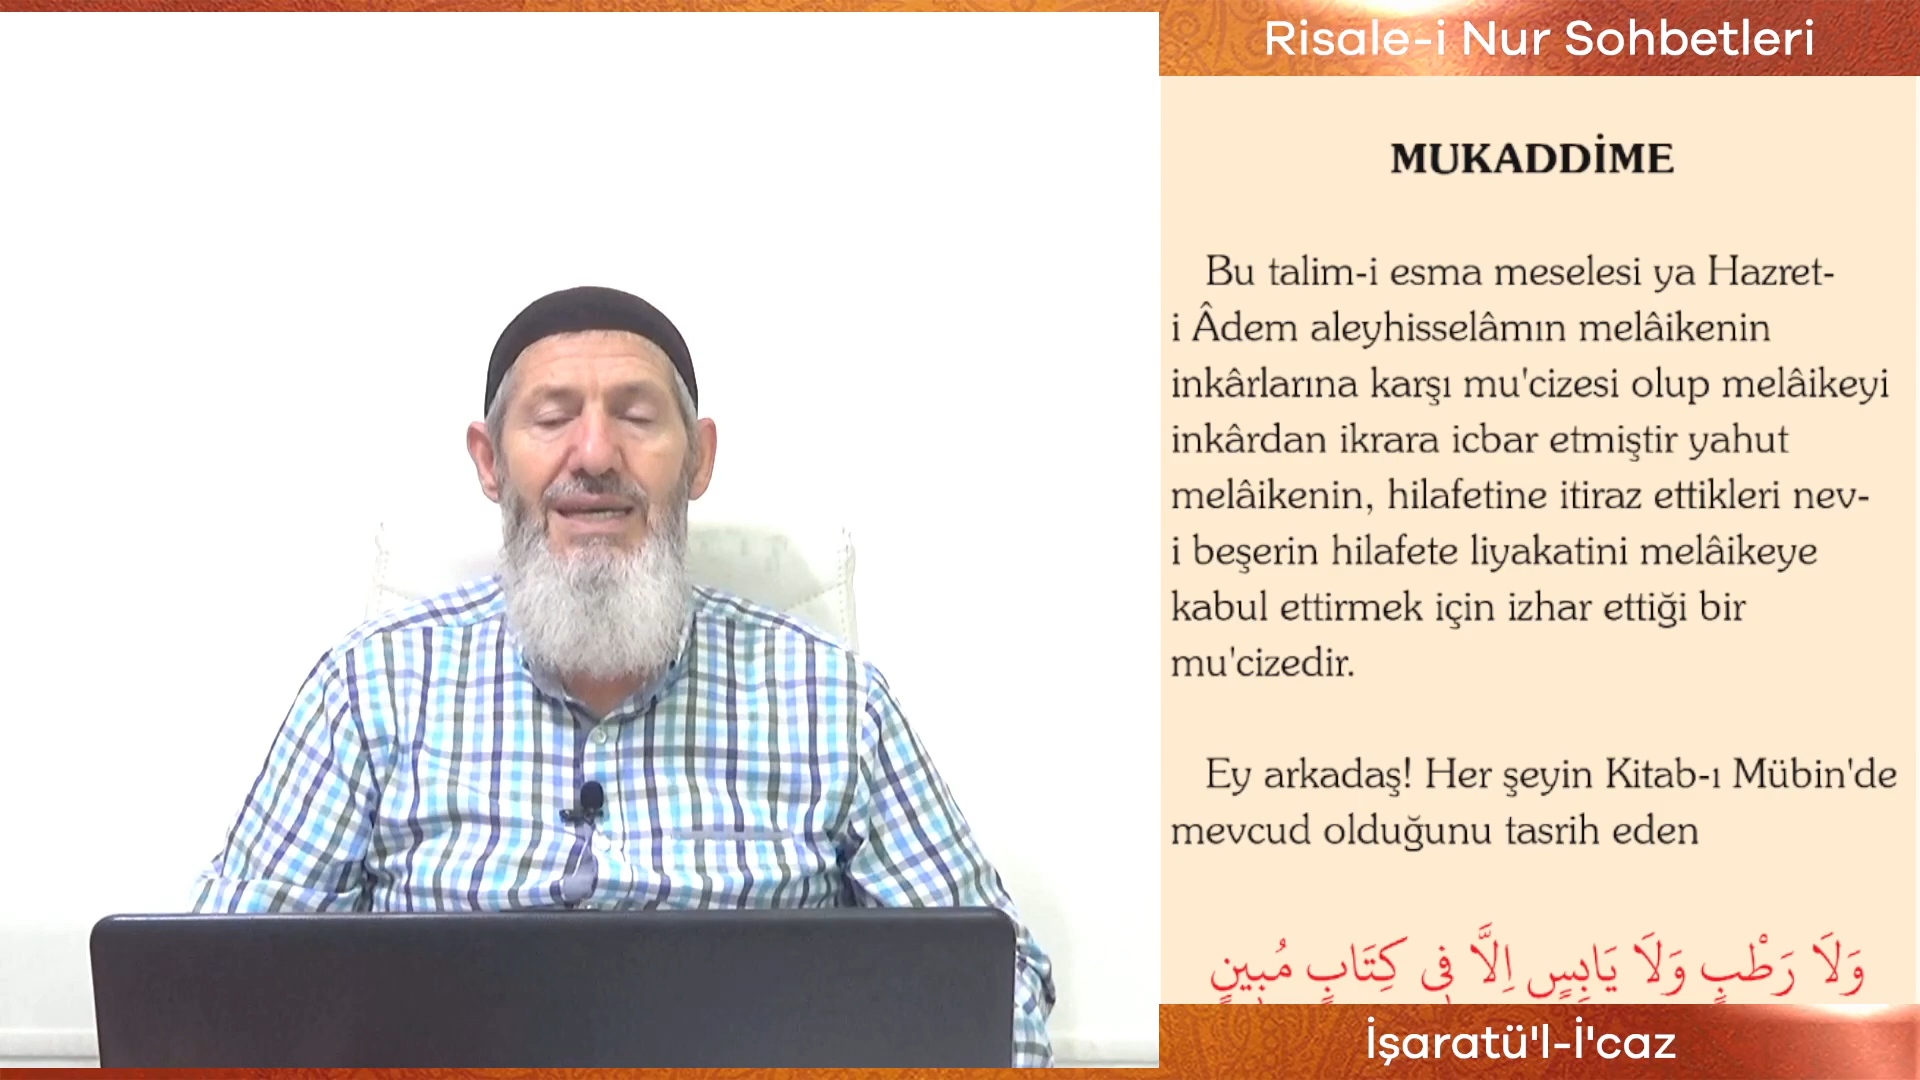 Risale-i Nur Sohbetleri
MUKADDİME
Bu talim-i esma meselesi ya Hazret-
i Âdem aleyhisselâmın melâikenin
inkârlarına karşı mu'cizesi olup melâikeyi
inkârdan ikrara icbar etmiştir yahut
melâikenin, hilafetine itiraz ettikleri nev-
i beşerin hilafete liyakatini melâikeye
kabul ettirmek için izhar ettiği bir
mu'cizedir.
Ey arkadaş! Her şeyin Kitab-ı Mübin'de
mevcud olduğunu tasrih eden
وَلَا رَطْبٍ وَلَا يَابِسٍ اِلَّا فٖى كِتَابٍ مُبٖينٍ
İşaratü'l-İ'caz